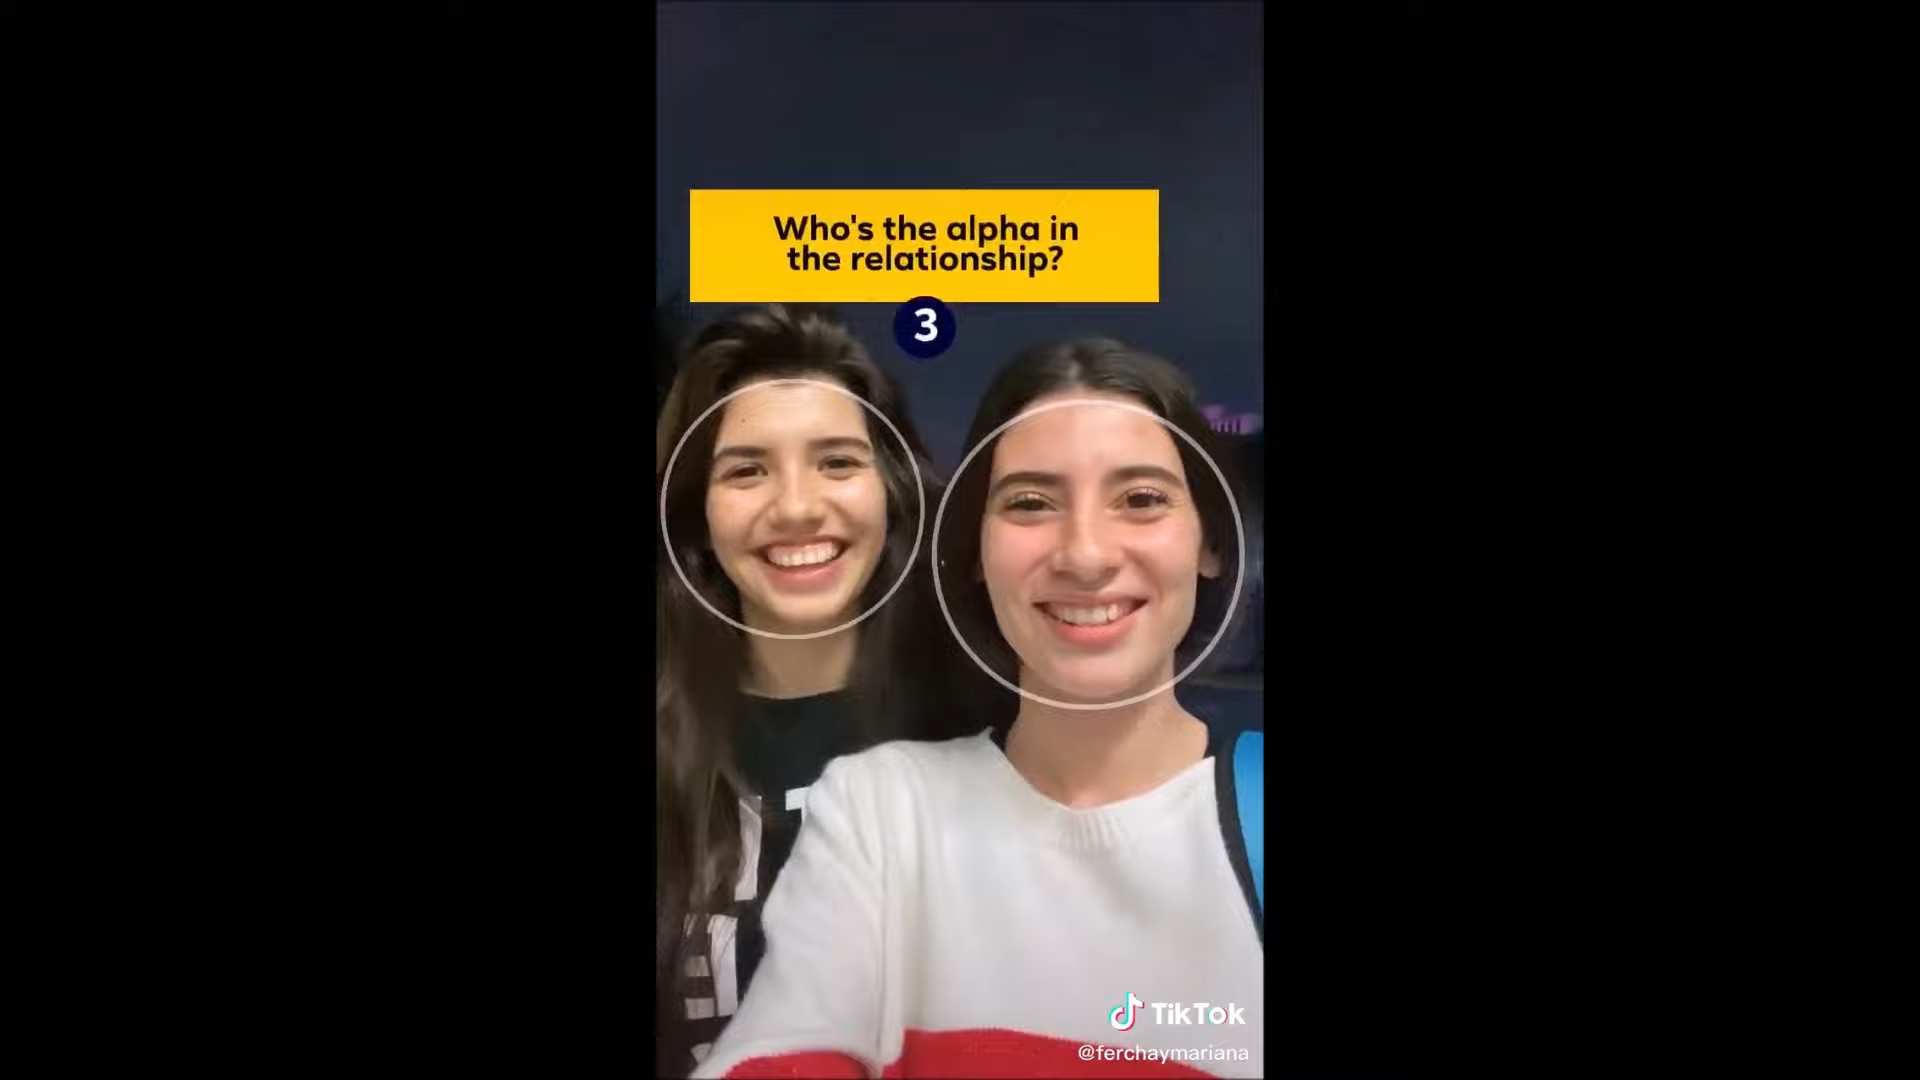 Who's the alpha in
the relationship?
3
TikTok
@ferchaymariana